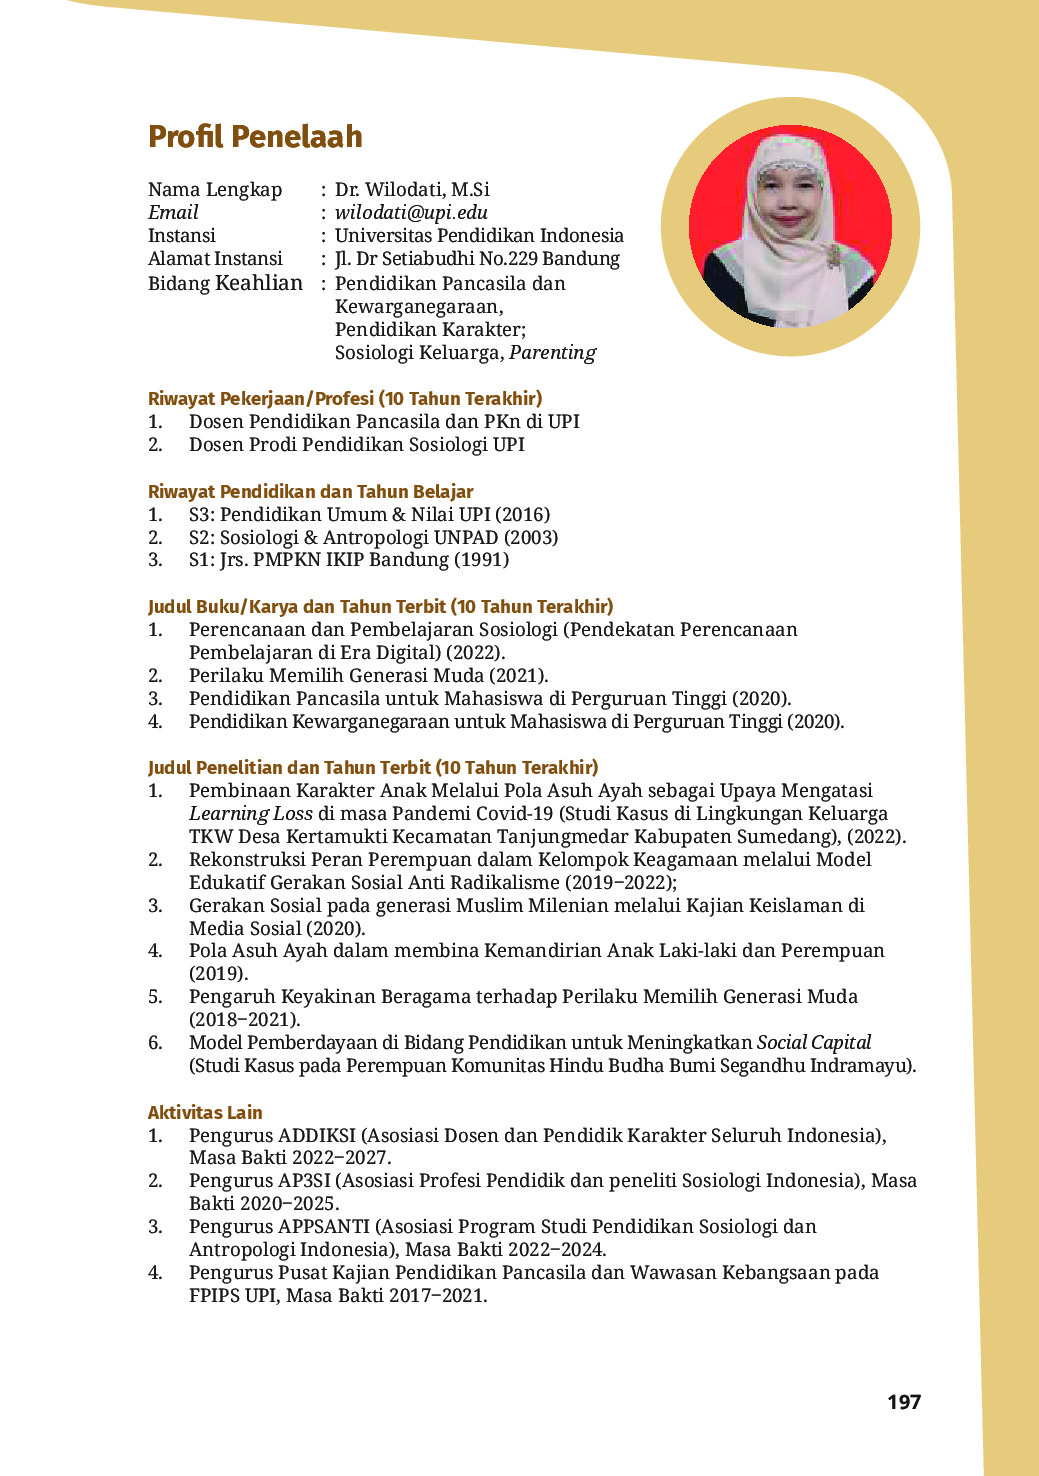 Profil Penelaah
Nama Lengkap : Dr. Wilodati, M.Si
Email : wilodati@upi.edu
Instansi : Universitas Pendidikan Indonesia
Alamat Instansi : Jl. Dr Setiabudhi No.229 Bandung
Bidang Keahlian : Pendidikan Pancasila dan
Kewarganegaraan,
Pendidikan Karakter;
Sosiologi Keluarga, Parenting
Riwayat Pekerjaan/Profesi (10 Tahun Terakhir)
1. Dosen Pendidikan Pancasila dan PKn di UPI
2. Dosen Prodi Pendidikan Sosiologi UPI
Riwayat Pendidikan dan Tahun Belajar
1. S3: Pendidikan Umum & Nilai UPI (2016)
2. S2: Sosiologi & Antropologi UNPAD (2003)
3. S1: Jrs. PMPKN IKIP Bandung (1991)
Judul Buku/Karya dan Tahun Terbit (10 Tahun Terakhir)
1. Perencanaan dan Pembelajaran Sosiologi (Pendekatan Perencanaan
Pembelajaran di Era Digital) (2022).
2. Perilaku Memilih Generasi Muda (2021).
3. Pendidikan Pancasila untuk Mahasiswa di Perguruan Tinggi (2020).
4. Pendidikan Kewarganegaraan untuk Mahasiswa di Perguruan Tinggi (2020).
Judul Penelitian dan Tahun Terbit (10 Tahun Terakhir)
1. Pembinaan Karakter Anak Melalui Pola Asuh Ayah sebagai Upaya Mengatasi
Learning Loss di masa Pandemi Covid-19 (Studi Kasus di Lingkungan Keluarga
TKW Desa Kertamukti Kecamatan Tanjungmedar Kabupaten Sumedang), (2022).
2. Rekonstruksi Peran Perempuan dalam Kelompok Keagamaan melalui Model
Edukatif Gerakan Sosial Anti Radikalisme (2019–2022);
3. Gerakan Sosial pada generasi Muslim Milenian melalui Kajian Keislaman di
Media Sosial (2020).
4. Pola Asuh Ayah dalam membina Kemandirian Anak Laki-laki dan Perempuan
(2019).
5. Pengaruh Keyakinan Beragama terhadap Perilaku Memilih Generasi Muda
(2018–2021).
6. Model Pemberdayaan di Bidang Pendidikan untuk Meningkatkan Social Capital
(Studi Kasus pada Perempuan Komunitas Hindu Budha Bumi Segandhu Indramayu).
Aktivitas Lain
1. Pengurus ADDIKSI (Asosiasi Dosen dan Pendidik Karakter Seluruh Indonesia),
Masa Bakti 2022–2027.
2. Pengurus AP3SI (Asosiasi Profesi Pendidik dan peneliti Sosiologi Indonesia), Masa
Bakti 2020–2025.
3. Pengurus APPSANTI (Asosiasi Program Studi Pendidikan Sosiologi dan
Antropologi Indonesia), Masa Bakti 2022–2024.
4. Pengurus Pusat Kajian Pendidikan Pancasila dan Wawasan Kebangsaan pada
FPIPS UPI, Masa Bakti 2017–2021.
197